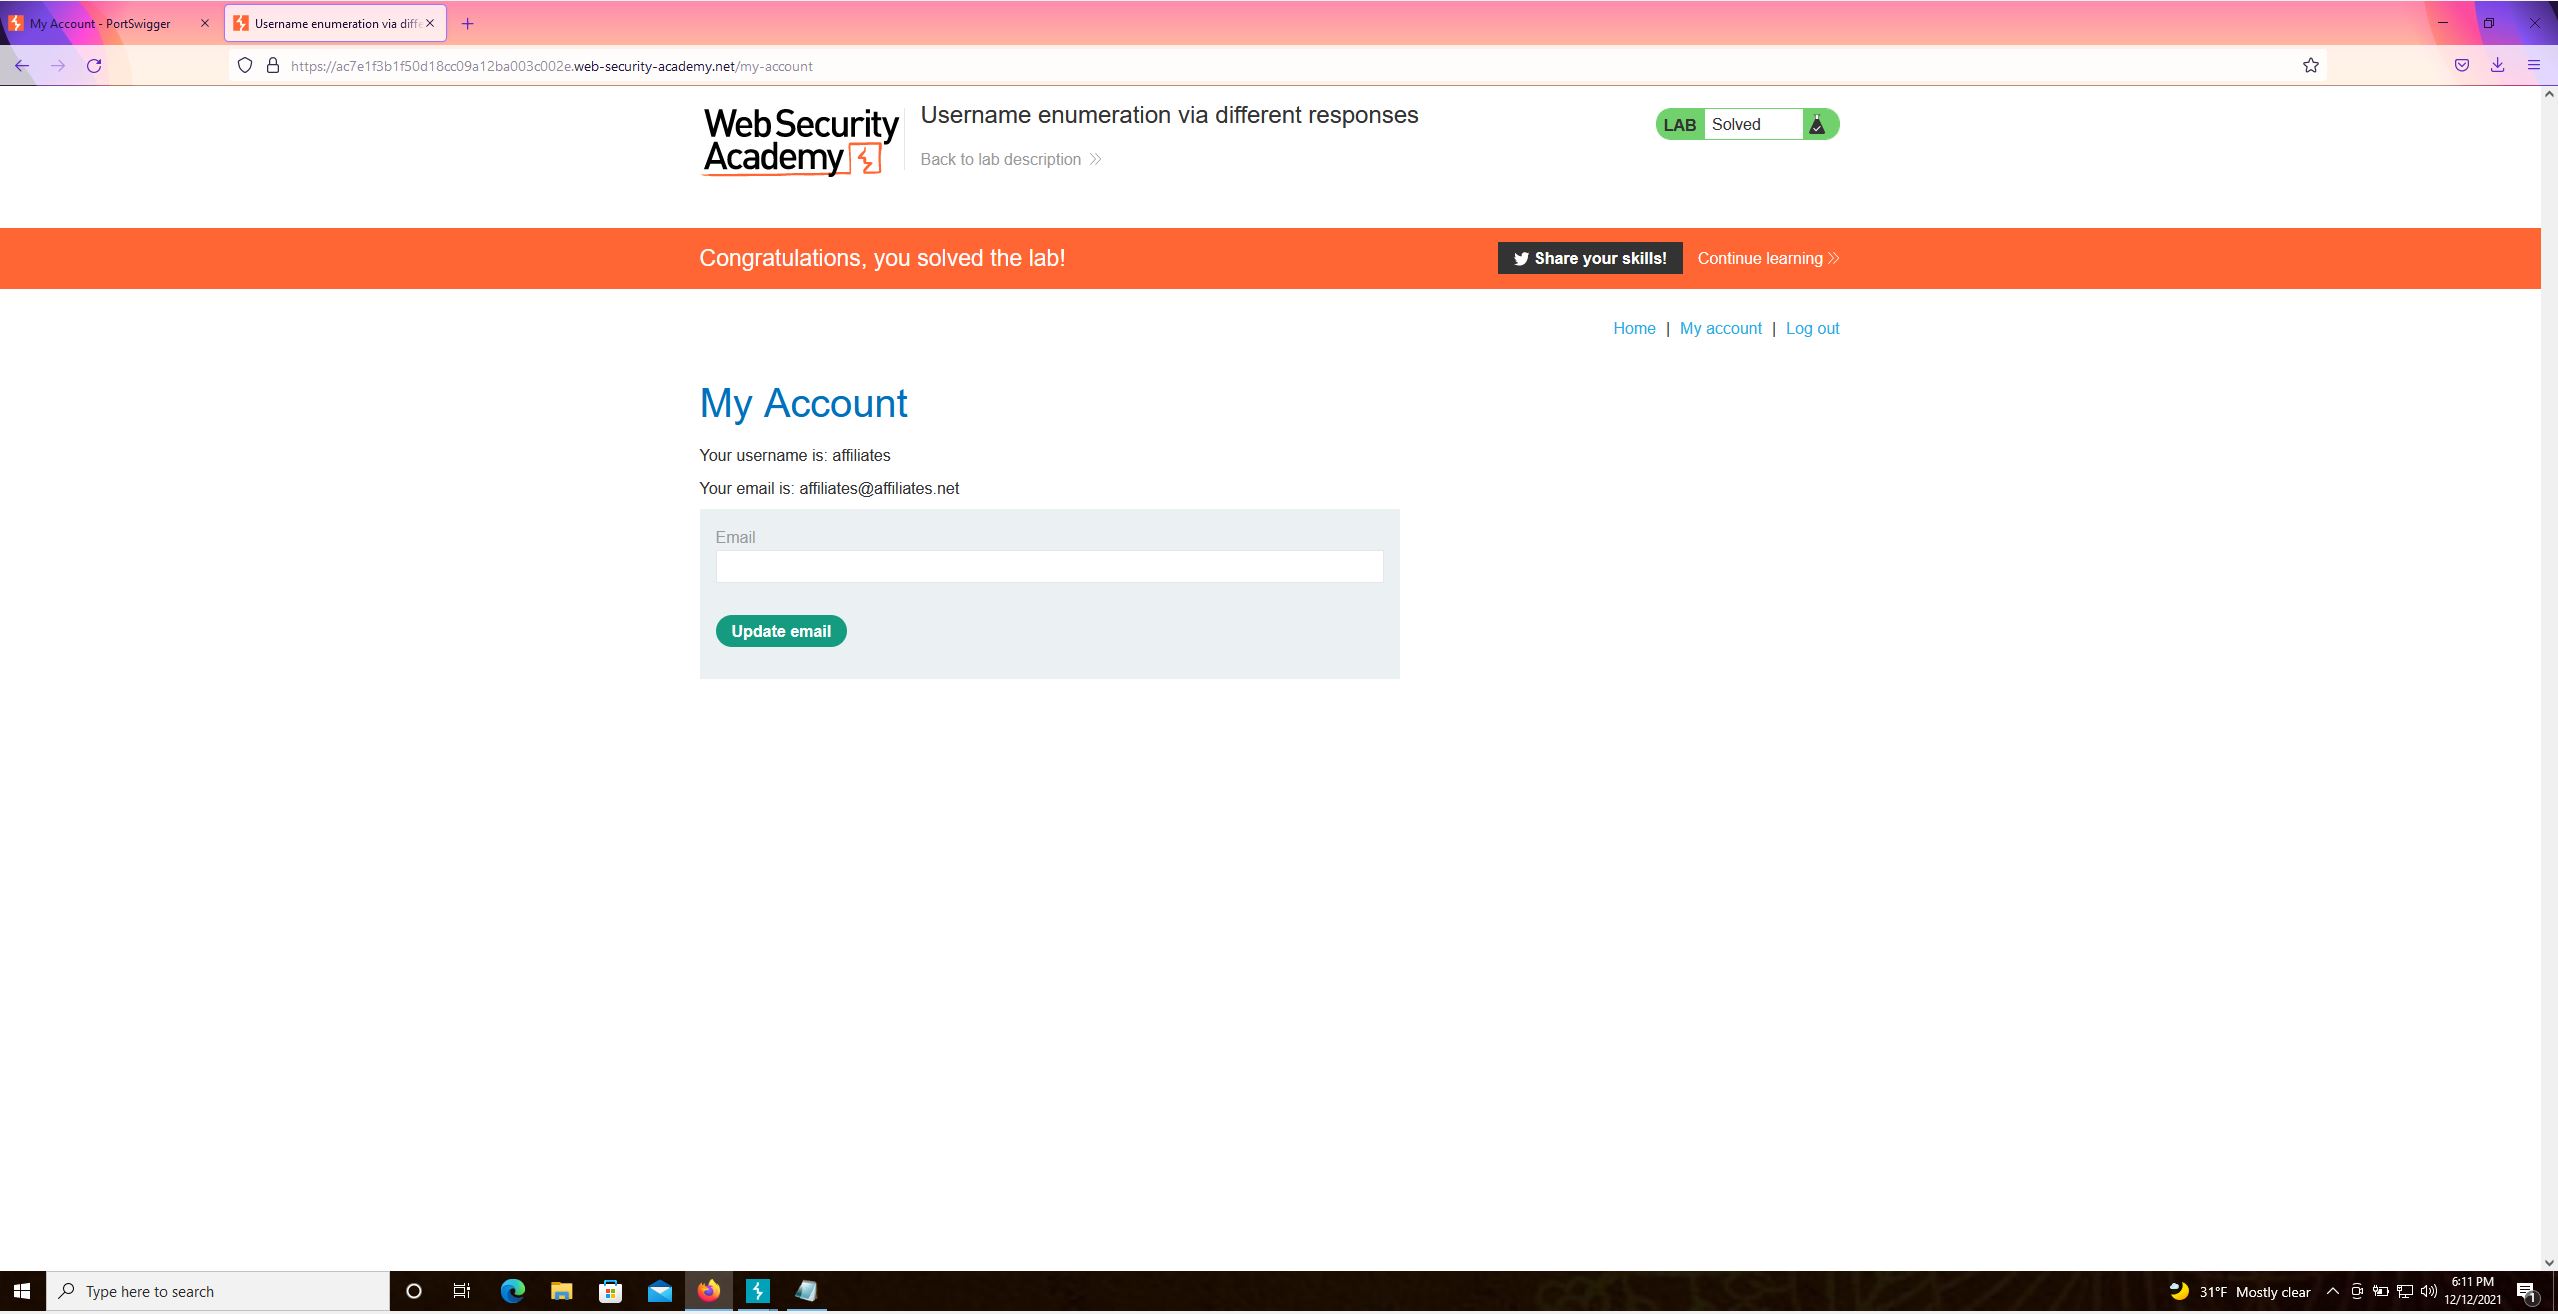 My Account - PortSwigger
Username enumeration via diffe
https://ac7e1f3b1f50d18cc09a12ba003c002e.web-security-academy.net/my-account
Web Security
Academy
Username enumeration via different responses
Back to lab description
LAB Solved
Congratulations, you solved the lab!
Share your skills!
Continue learning
Home | My account | Log out
My Account
Your username is: affiliates
Your email is: affiliates@affiliates.net
Email
Update email
Type here to search
31°F Mostly clear
6:11 PM
12/12/2021
1